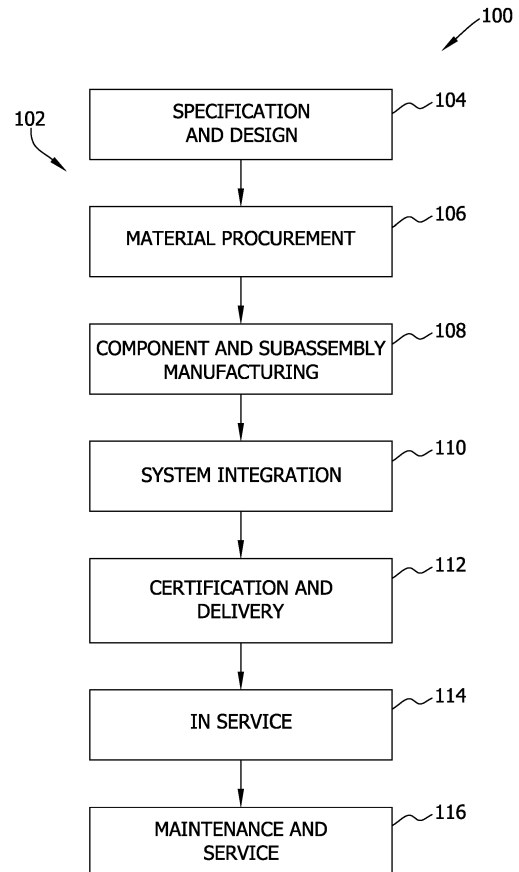 100
102
SPECIFICATION
AND DESIGN
104
MATERIAL PROCUREMENT
106
COMPONENT AND SUBASSEMBLY
MANUFACTURING
108
SYSTEM INTEGRATION
110
CERTIFICATION AND
DELIVERY
112
IN SERVICE
114
MAINTENANCE AND
SERVICE
116